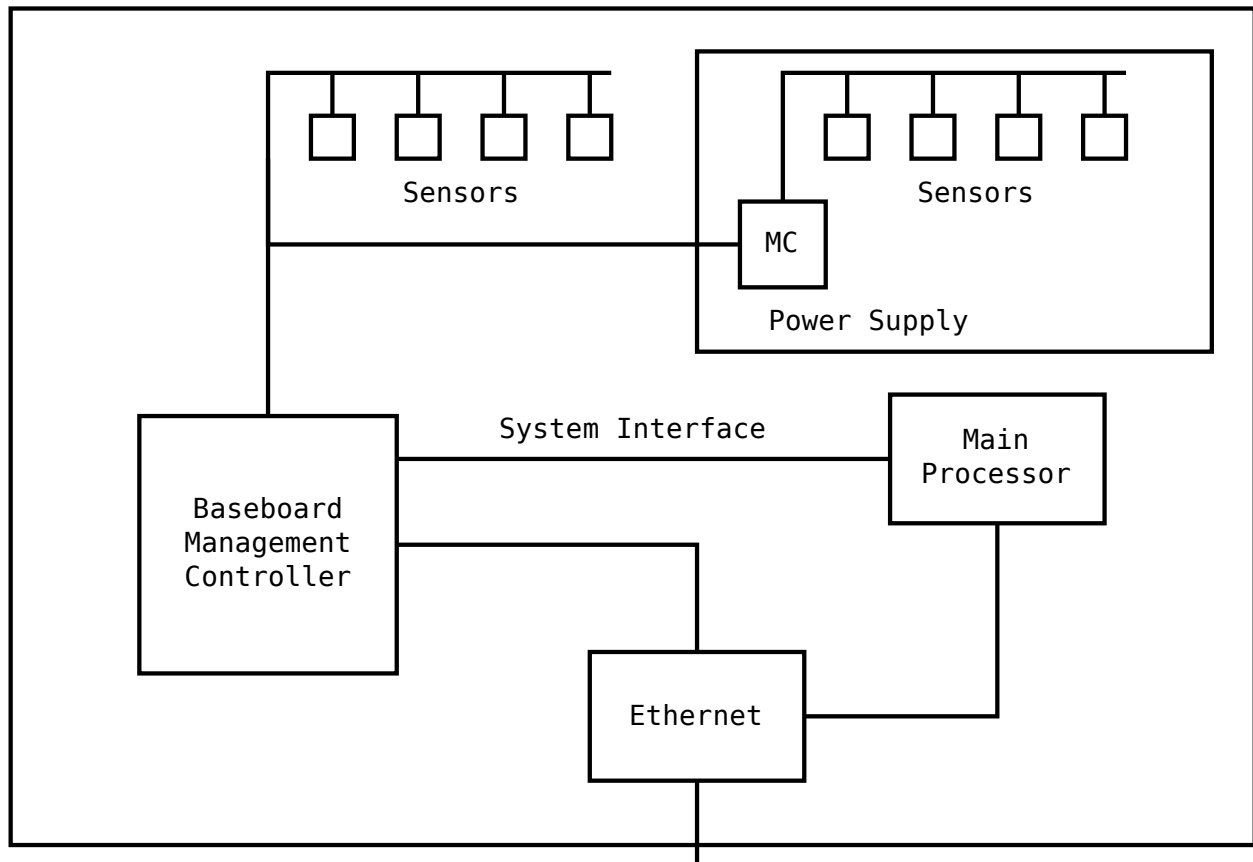 Sensors
Sensors
MC
Power Supply
System Interface
Main
Processor
Baseboard
Management
Controller
Ethernet